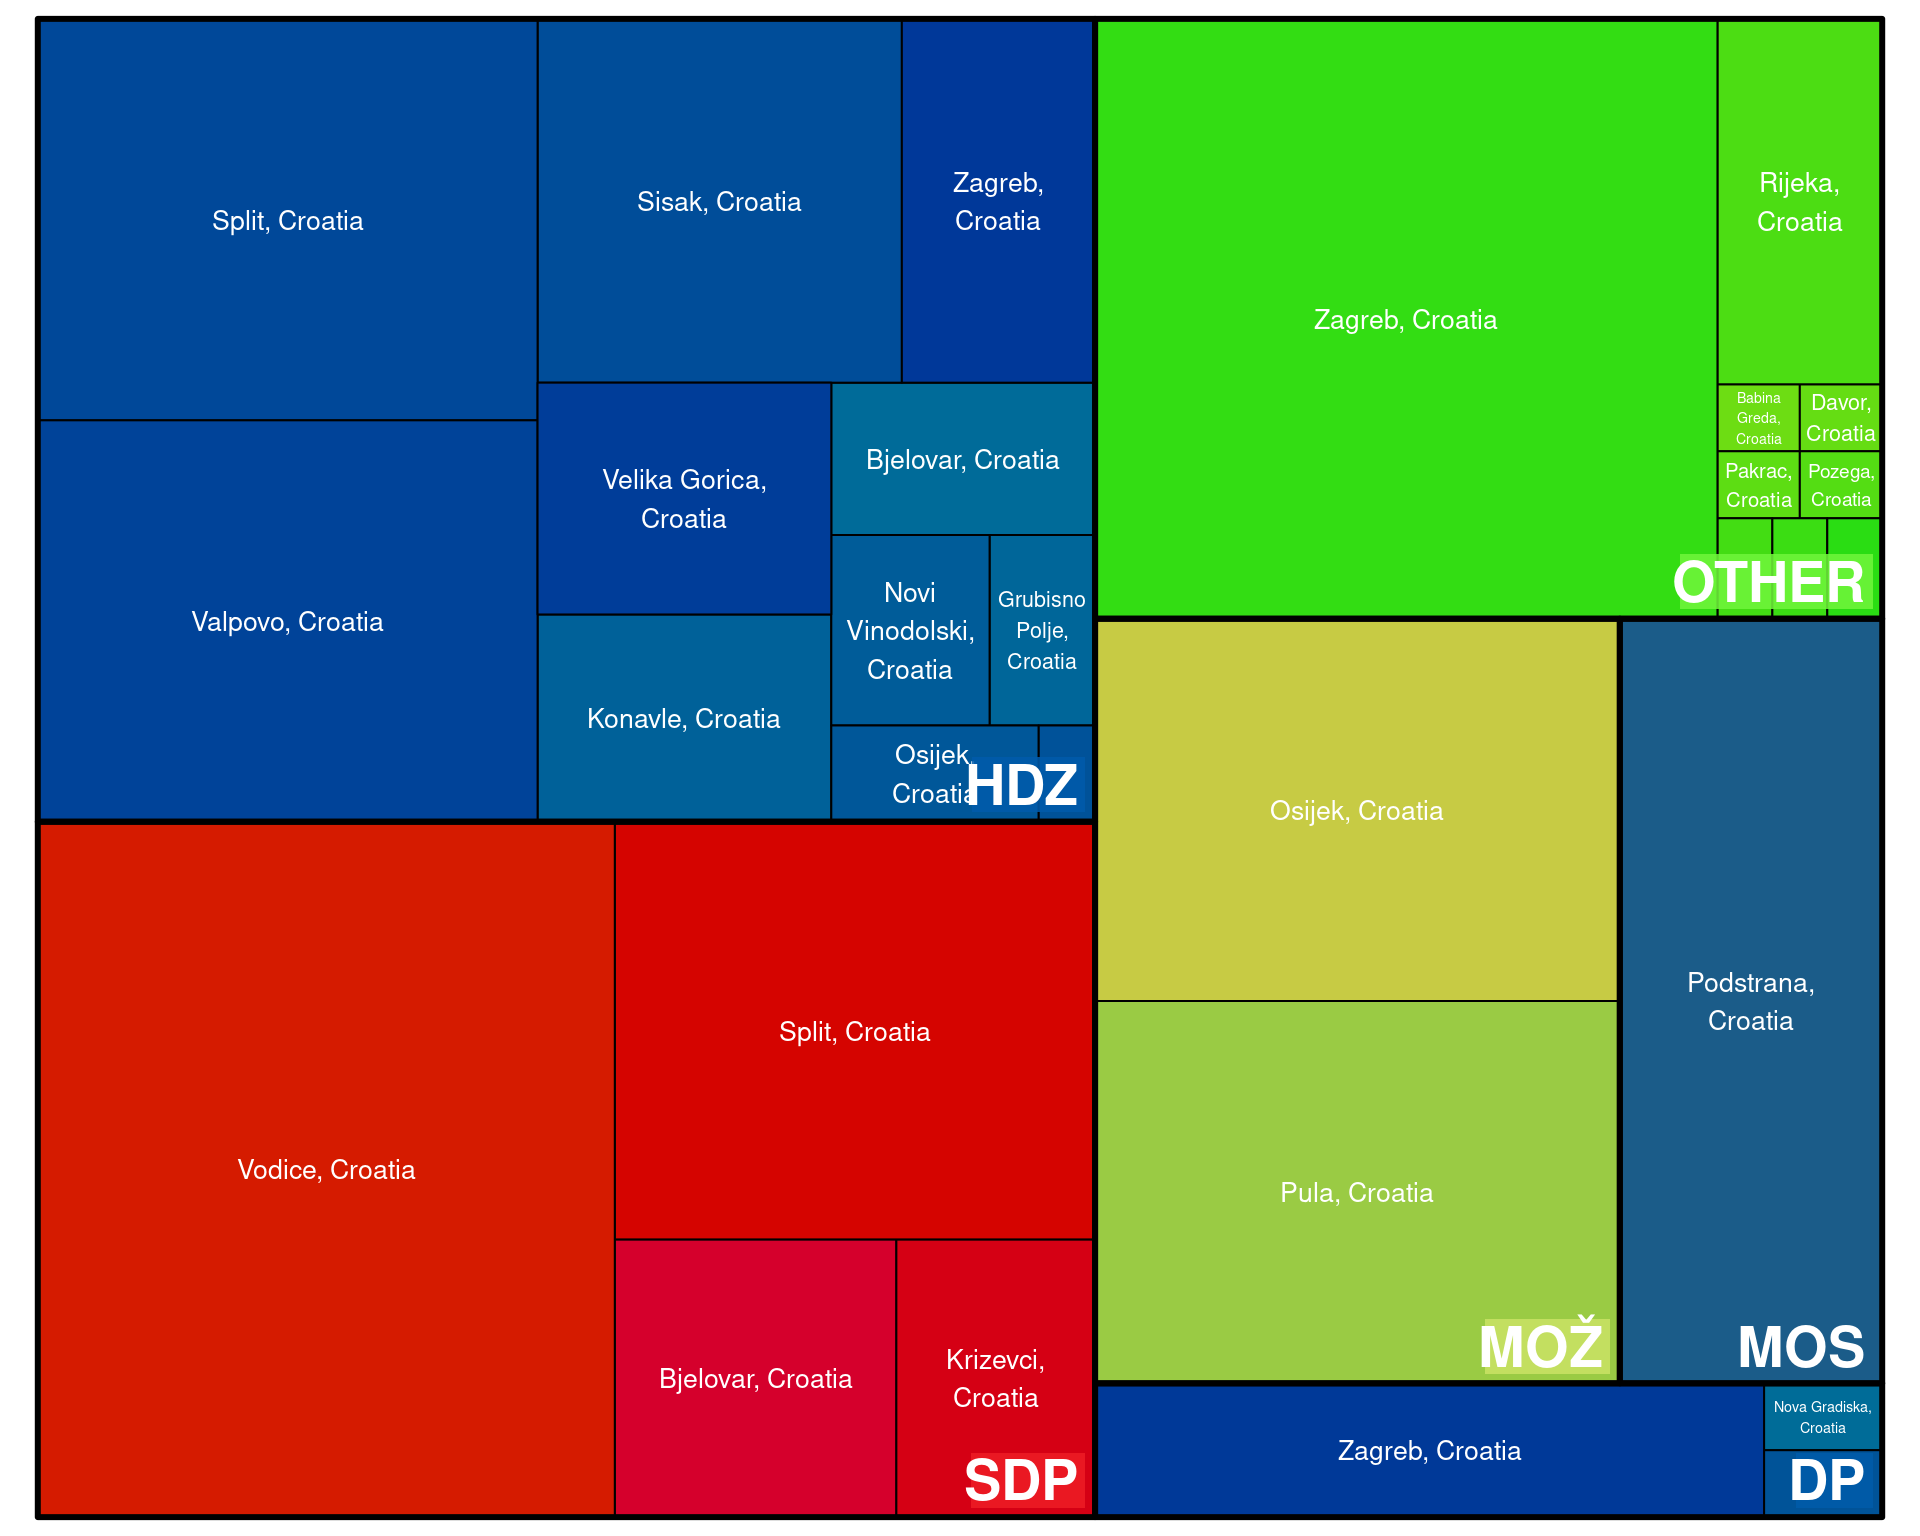 Split, Croatia
Sisak, Croatia
Zagreb,
Croatia
Valpovo, Croatia
Velika Gorica,
Croatia
Bjelovar, Croatia
Novi
Vinodolski,
Croatia
Grubisno
Polje,
Croatia
Konavle, Croatia
Osijek,
Croatia
HDZ
Vodice, Croatia
Split, Croatia
Bjelovar, Croatia
Krizevci,
Croatia
SDP
Zagreb, Croatia
Rijeka,
Croatia
Babina
Greda,
Croatia
Davor,
Croatia
Pakrac,
Croatia
Pozega,
Croatia
OTHER
Osijek, Croatia
Pula, Croatia
MOŽ
Podstrana,
Croatia
MOS
Zagreb, Croatia
Nova Gradiska,
Croatia
DP